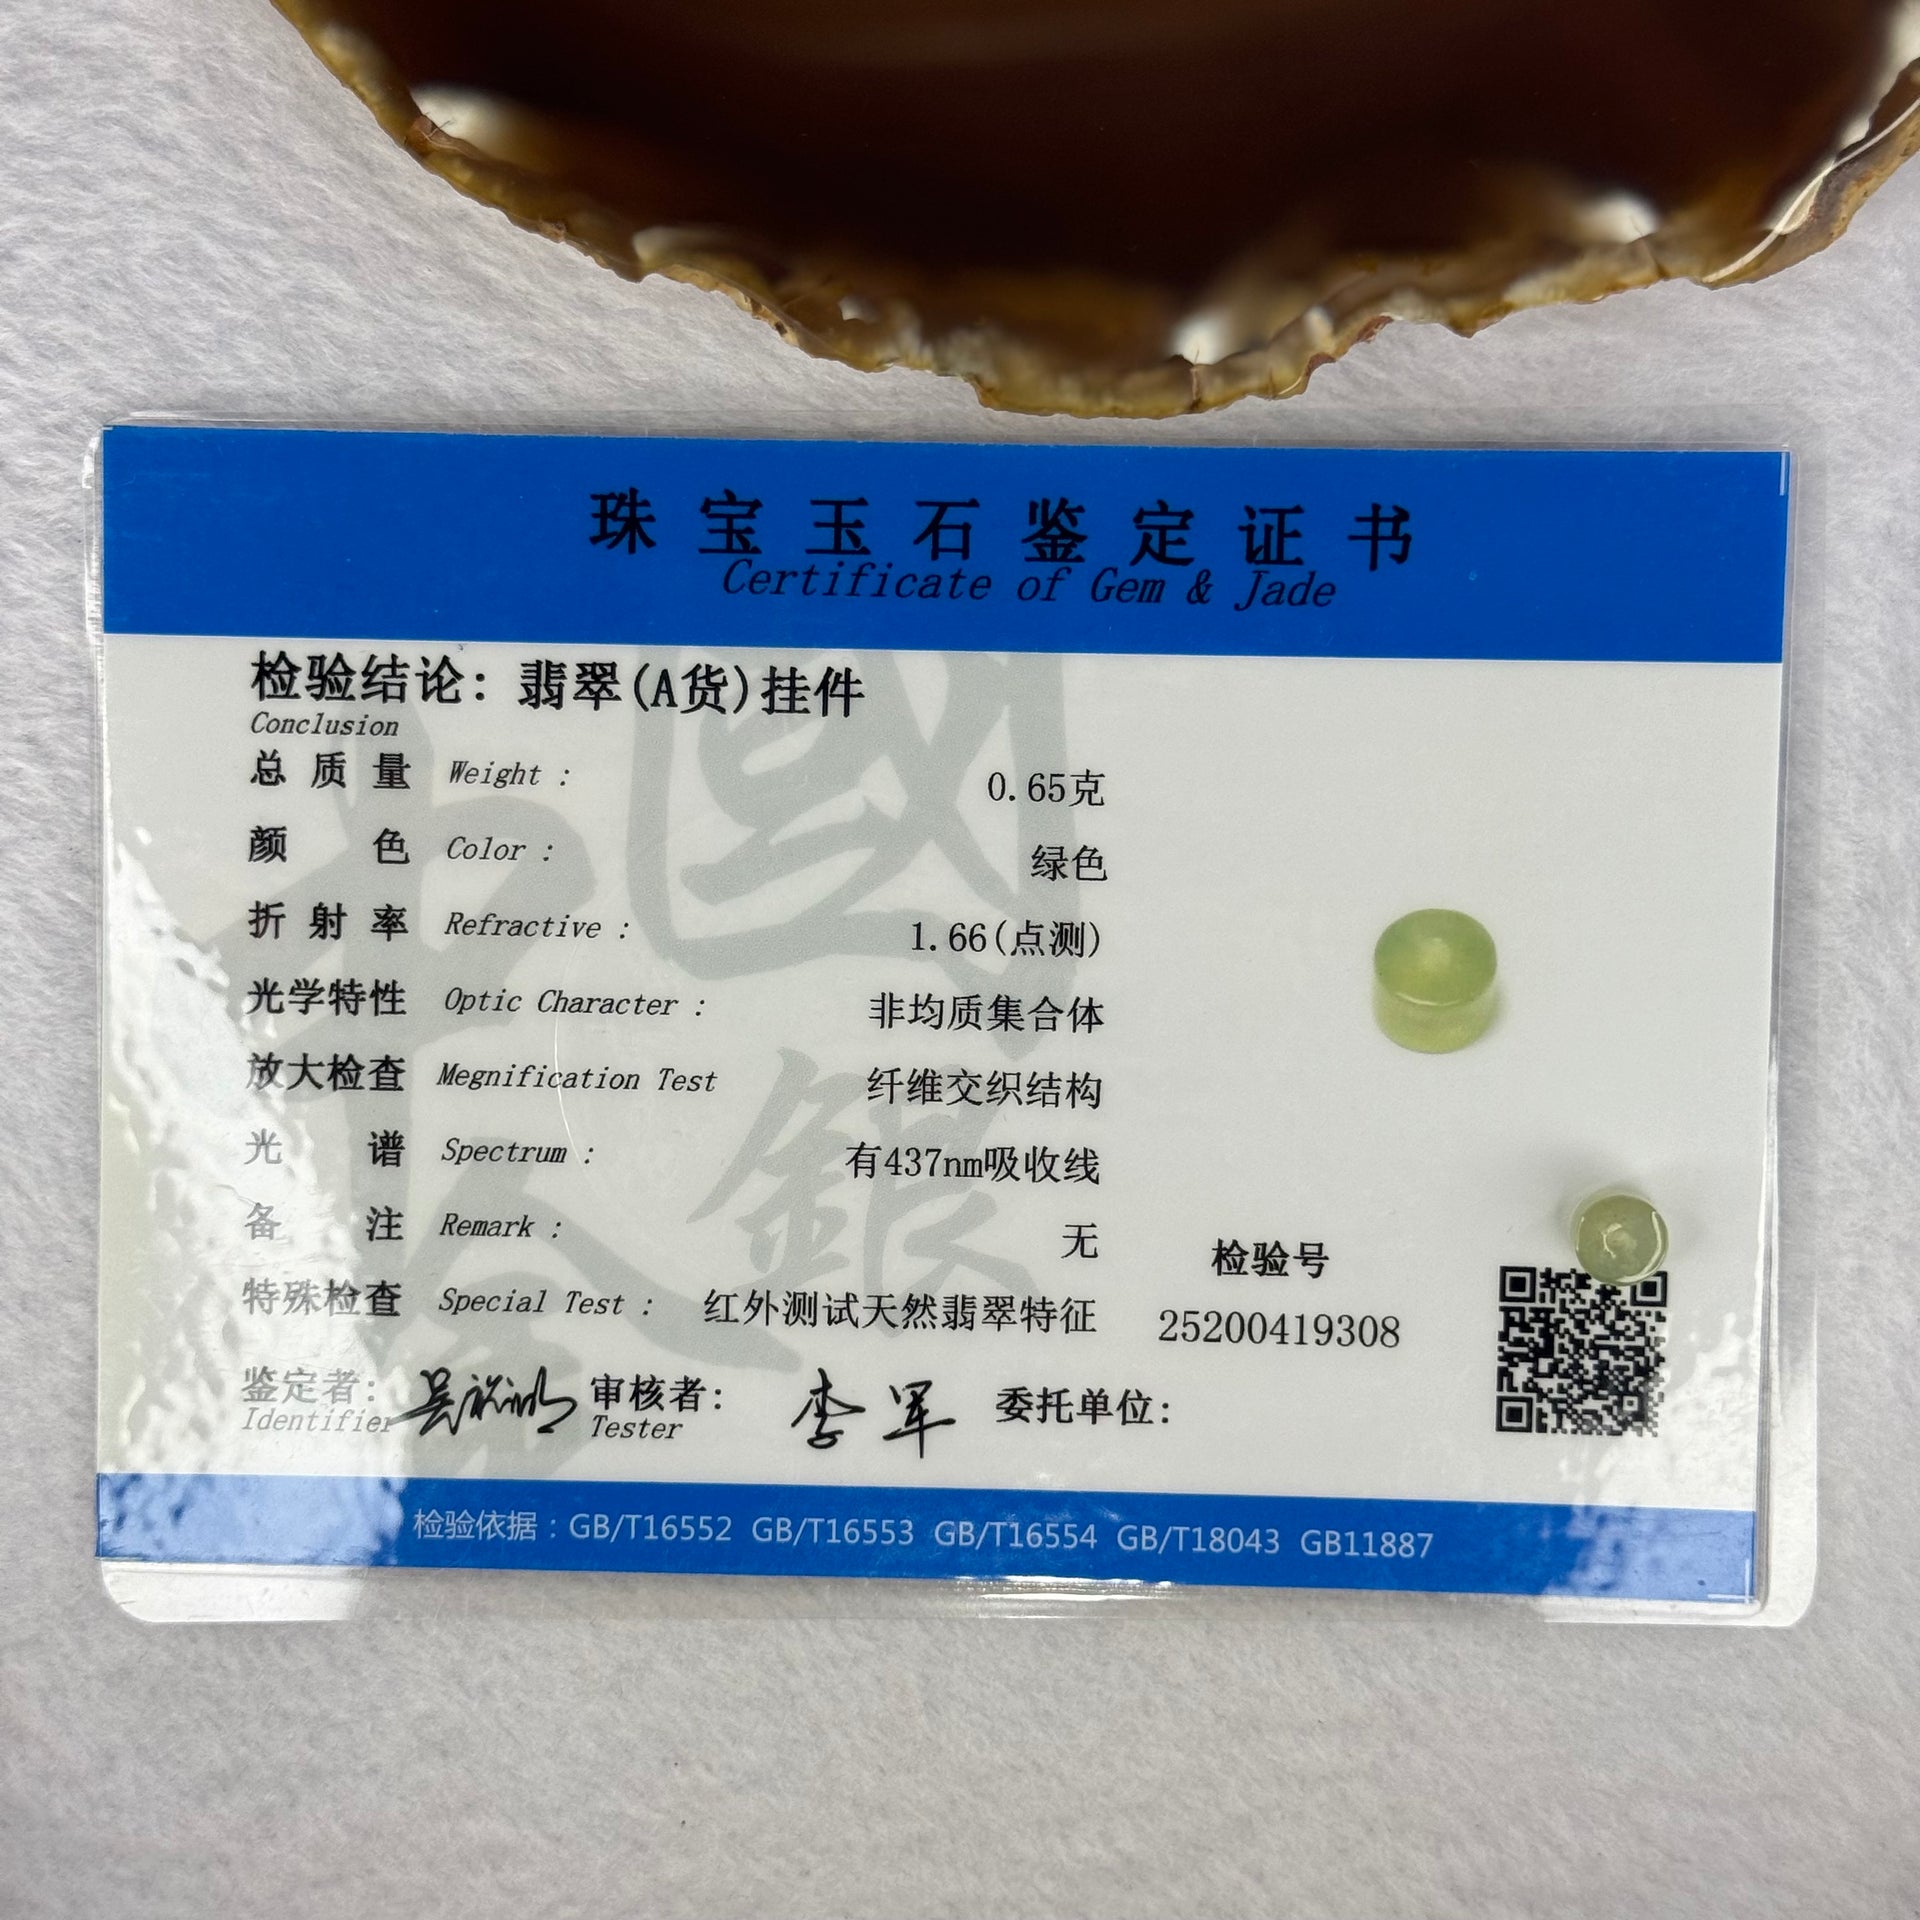 珠宝玉石鉴定证书
Certificate of Gem & Jade
检验结论: 翡翠(A货)挂件
Conclusion
总质量 Weight : 0.65克
颜色 Color : 绿色
折射率 Refractive : 1.66(点测)
光学特性 Optic Character : 非均质集合体
放大检查 Megnification Test 纤维交织结构
光谱 Spectrum : 有437nm吸收线
备注 Remark : 无
特殊检查 Special Test : 红外测试天然翡翠特征
检验号
25200419308
鉴定者: 审核者: 李军 委托单位:
Identifier Tester
检验依据：GB/T16552 GB/T16553 GB/T16554 GB/T18043 GB11887